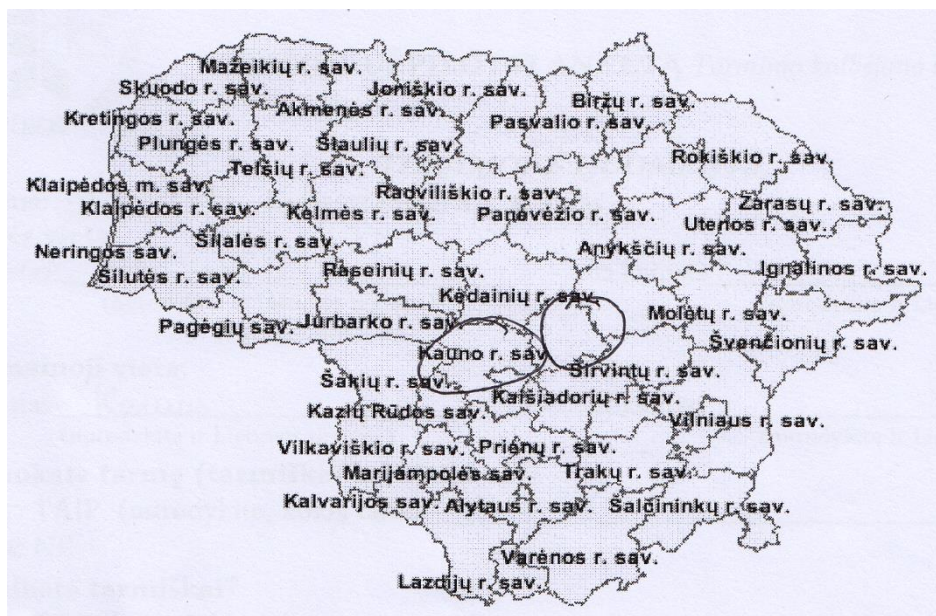 Mažeikių r. sav.
Joniškio r. sav.
Skuodo r. sav.
Akmenės r. sav.
Biržų r. sav.
Kretingos r. sav.
Pasvalio r. sav.
Plungės r. sav.
Šiaulių r. sav.
Rokiškio r. sav.
Telšių r. sav.
Klaipėdos m. sav.
Radviliškio r. sav.
Zarasų r. sav.
Klaipėdos r. sav.
Kelmės r. sav.
Panevėžio r. sav.
Utenos r. sav.
Neringos sav.
Šilalės r. sav.
Anykščių r. sav.
Šilutės r. sav.
Raseinių r. sav.
Ignalinos r. sav.
Kėdainių r. sav.
Pagėgių sav.
Jurbarko r. sav.
Molėtų r. sav.
Kauno r. sav.
Švenčionių r. sav.
Šakių r. sav.
Širvintų r. sav.
Kazlų Rūdos sav.
Kaišiadorių r. sav.
Vilniaus r. sav.
Vilkaviškio r. sav.
Prienų r. sav.
Marijampolės sav.
Trakų r. sav.
Kalvarijos sav.
Alytaus r. sav.
Šalčininkų r. sav.
Varėnos r. sav.
Lazdijų r. sav.